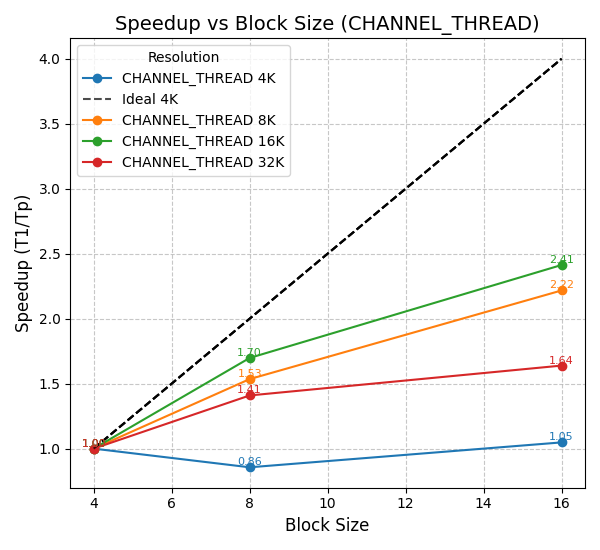 Speedup vs Block Size (CHANNEL_THREAD)
Resolution
CHANNEL_THREAD 4K
Ideal 4K
CHANNEL_THREAD 8K
CHANNEL_THREAD 16K
CHANNEL_THREAD 32K
Speedup (T1/Tp)
4.0
3.5
3.0
2.5
2.0
1.5
1.0
2.41
2.22
1.70
1.53
1.41
1.64
1.00
0.86
1.05
4
6
8
10
12
14
16
Block Size